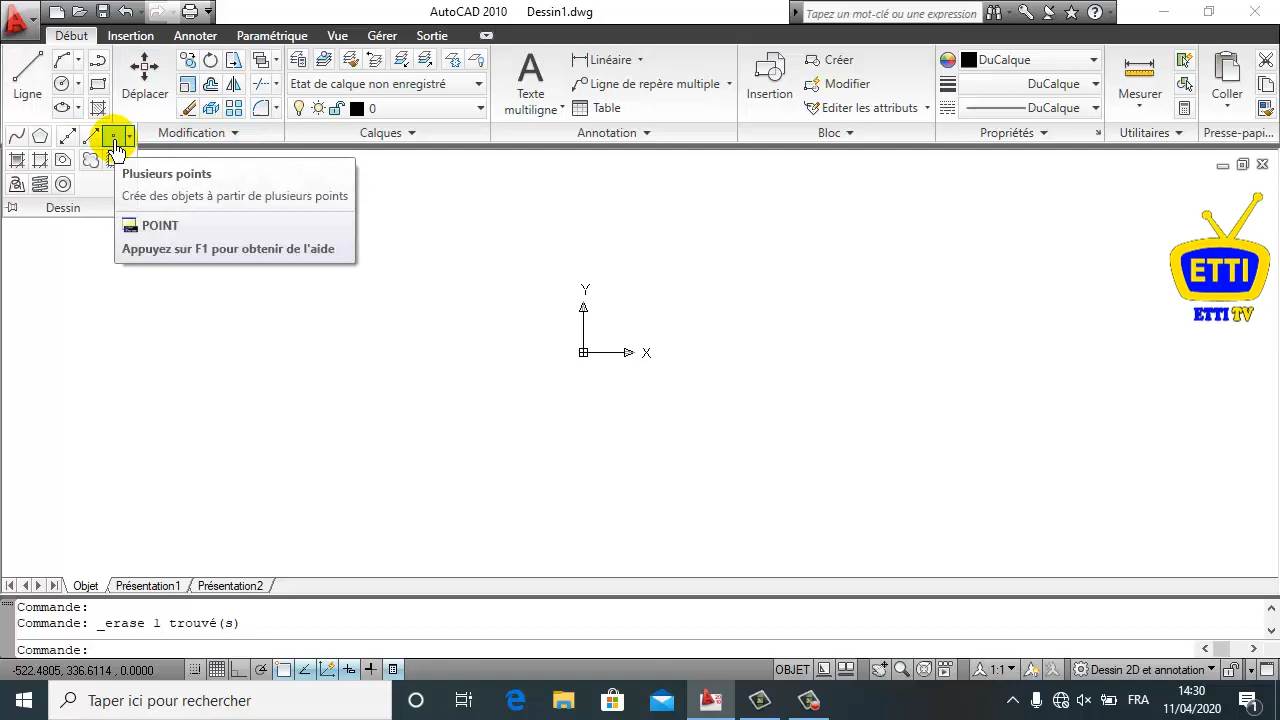 AutoCAD 2010 Dessin1.dwg
Tapez un mot-clé ou une expression
Début Insertion Annoter Paramétrique Vue Gérer Sortie
Ligne
Déplacer
Etat de calque non enregistré
0
Texte
multiligne
Linéaire
Ligne de repère multiple
Table
Insertion
Créer
Modifier
Editer les attributs
DuCalque
DuCalque
DuCalque
Mesurer
Coller
Modification Calques Annotation Bloc Propriétés Utilitaires Presse-papi
Dessin
Plusieurs points
Crée des objets à partir de plusieurs points
POINT
Appuyez sur F1 pour obtenir de l'aide
ETTI
ETTI TV
Y
X
Objet Présentation1 Présentation2
Commande:
Commande: _erase 1 trouvé(s)
Commande:
-522.4805, 336.6114 , 0.0000
OBJET
1:1
Dessin 2D et annotation
Taper ici pour rechercher
FRA
14:30
11/04/2020
1